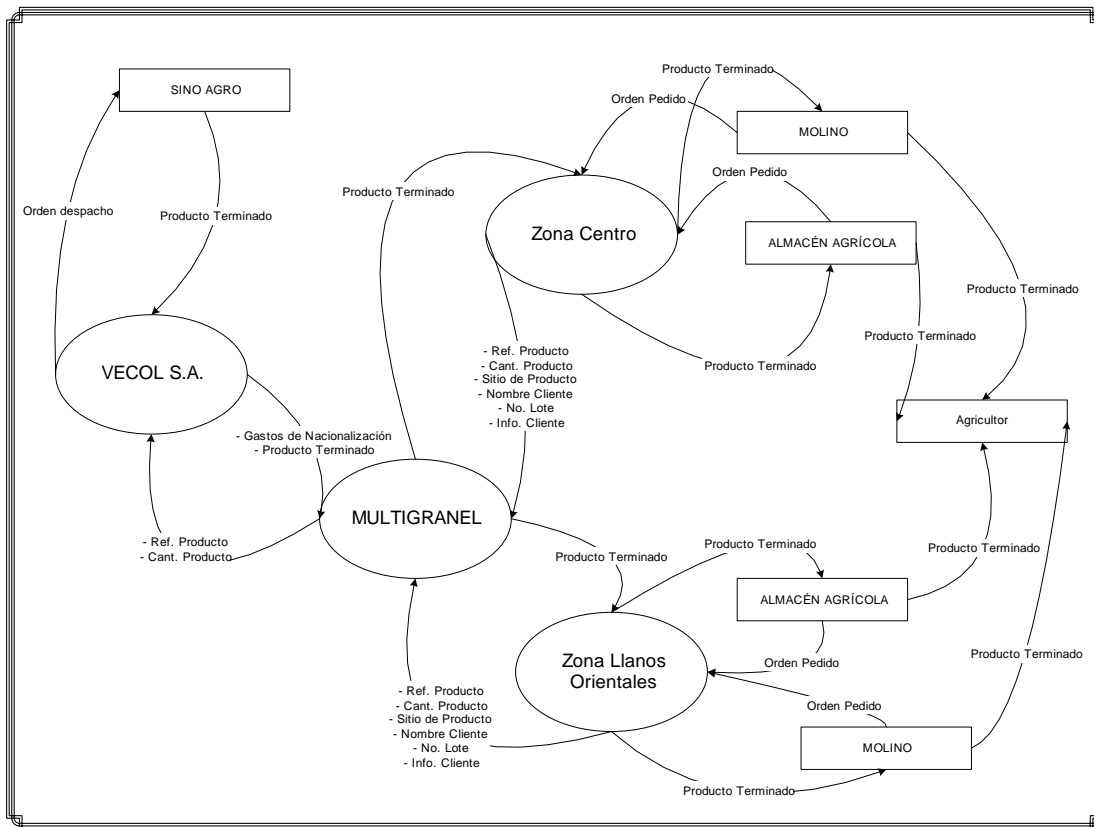 Producto Terminado
SINO AGRO
Orden Pedido
MOLINO
Orden Pedido
Producto Terminado
Orden despacho
Producto Terminado
Zona Centro
ALMACÉN AGRÍCOLA
Producto Terminado
Producto Terminado
- Ref. Producto
- Cant. Producto
- Sitio de Producto
- Nombre Cliente
- No. Lote
- Info. Cliente
Producto Terminado
VECOL S.A.
Agricultor
- Gastos de Nacionalización
- Producto Terminado
MULTIGRANEL
- Ref. Producto
- Cant. Producto
Producto Terminado
Producto Terminado
Producto Terminado
ALMACÉN AGRÍCOLA
Zona Llanos
Orientales
Orden Pedido
Producto Terminado
- Ref. Producto
- Cant. Producto
- Sitio de Producto
- Nombre Cliente
- No. Lote
- Info. Cliente
Orden Pedido
MOLINO
Producto Terminado